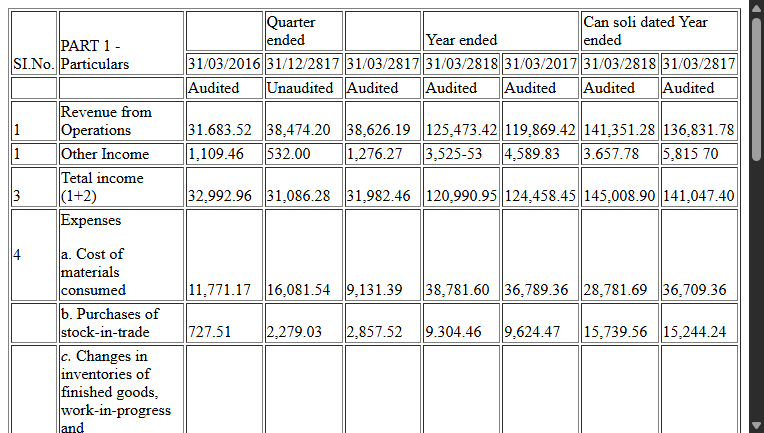 Quarter ended Can soli dated Year ended
SI.No. PART 1 - Particulars Year ended
31/03/2016 31/12/2817 31/03/2817 31/03/2818 31/03/2017 31/03/2818 31/03/2817
Audited Unaudited Audited Audited Audited Audited Audited
1 Revenue from Operations 31.683.52 38,474.20 38,626.19 125,473.42 119,869.42 141,351.28 136,831.78
1 Other Income 1,109.46 532.00 1,276.27 3,525-53 4,589.83 3.657.78 5,815 70
3 Total income (1+2) 32,992.96 31,086.28 31,982.46 120,990.95 124,458.45 145,008.90 141,047.40
Expenses
4 a. Cost of materials consumed 11,771.17 16,081.54 9,131.39 38,781.60 36,789.36 28,781.69 36,709.36
b. Purchases of stock-in-trade 727.51 2,279.03 2,857.52 9.304.46 9,624.47 15,739.56 15,244.24
c. Changes in inventories of finished goods, work-in-progress and